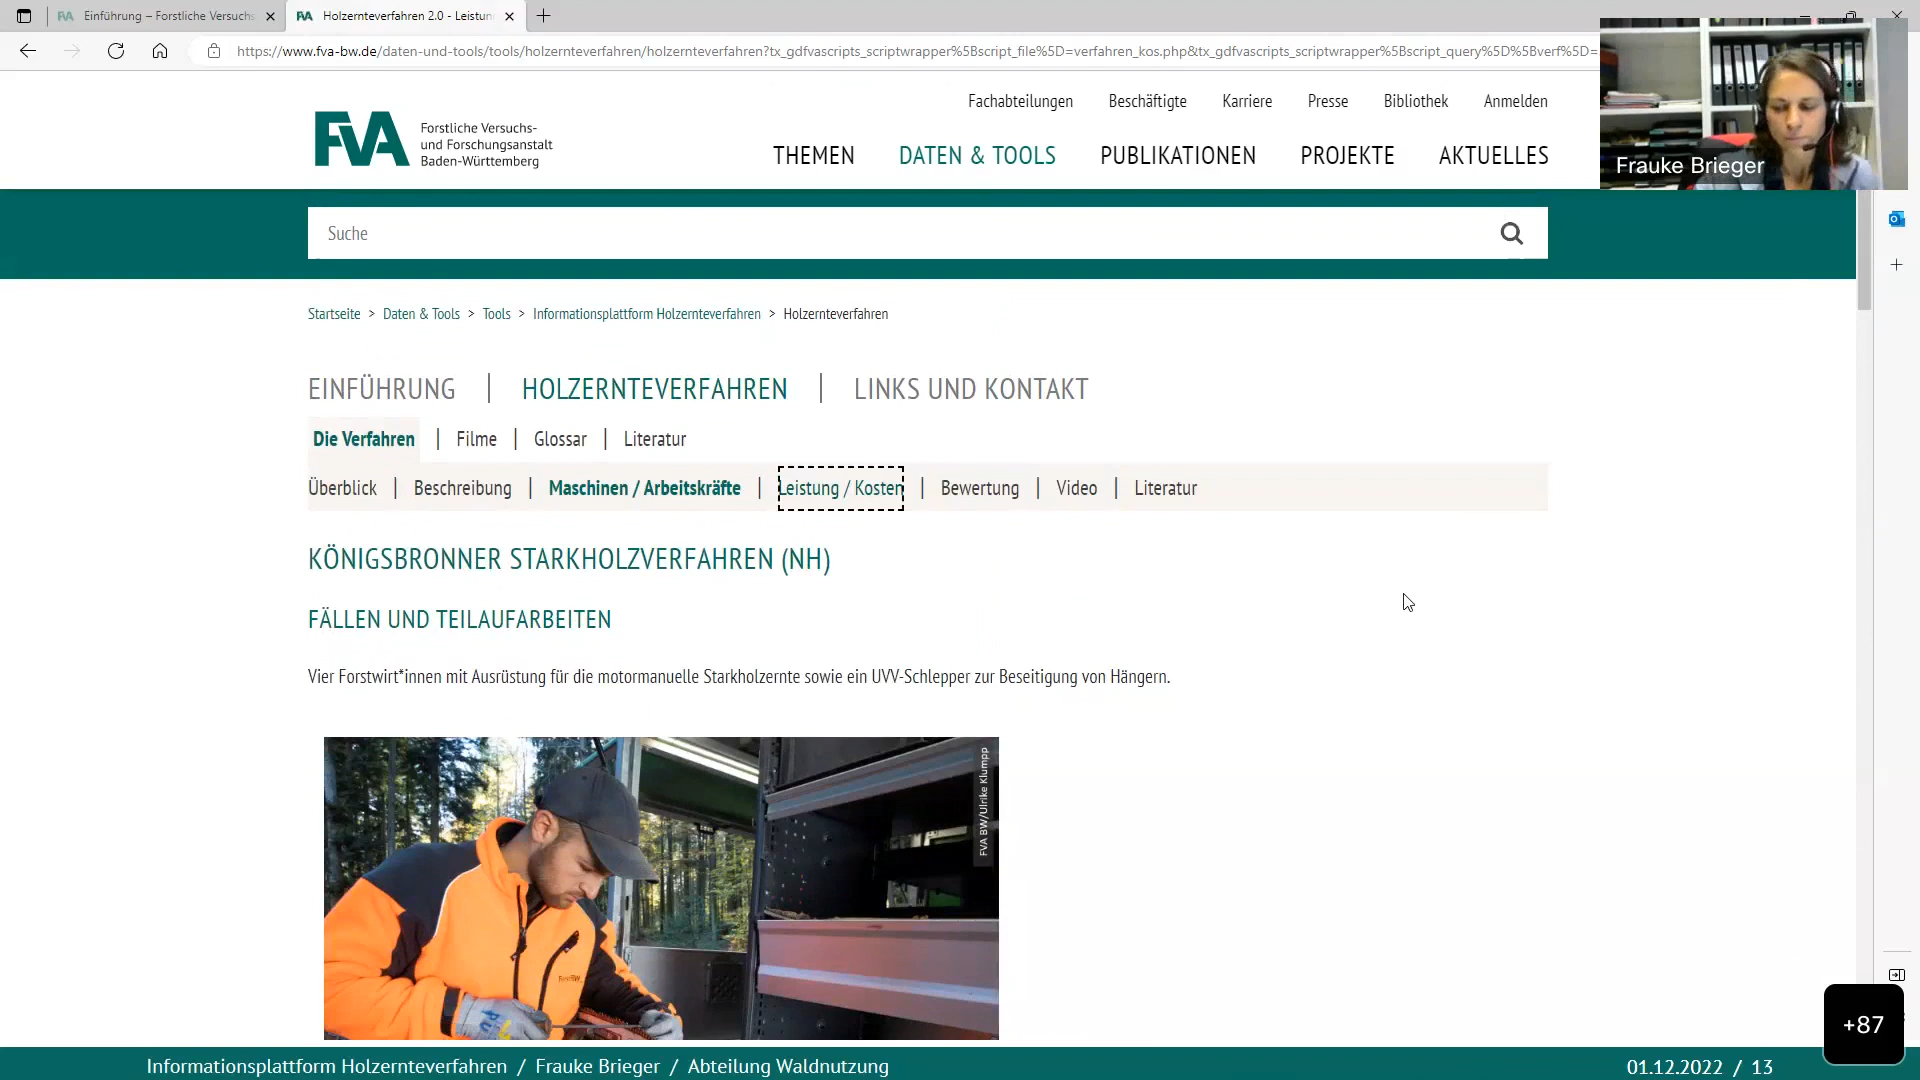 Einführung – Forstliche Versuchs
Holzernteverfahren 2.0 - Leistun
https://www.fva-bw.de/daten-und-tools/tools/holzernteverfahren/holzernteverfahren?tx_gdfvascripts_scriptwrapper%5Bscript_file%5D=verfahren_kos.php&tx_gdfvascripts_scriptwrapper%5Bscript_query%5D%5Bverf%5D=
Fachabteilungen
Beschäftigte
Karriere
Presse
Bibliothek
Anmelden
FVA
Forstliche Versuchs-
und Forschungsanstalt
Baden-Württemberg
THEMEN
DATEN & TOOLS
PUBLIKATIONEN
PROJEKTE
AKTUELLES
Frauke Brieger
Suche
Startseite > Daten & Tools > Tools > Informationsplattform Holzernteverfahren > Holzernteverfahren
EINFÜHRUNG | HOLZERNTEVERFAHREN | LINKS UND KONTAKT
Die Verfahren | Filme | Glossar | Literatur
Überblick | Beschreibung | Maschinen / Arbeitskräfte | Leistung / Kosten | Bewertung | Video | Literatur
KÖNIGSBRONNER STARKHOLZVERFAHREN (NH)
FÄLLEN UND TEILAUFARBEITEN
Vier Forstwirt*innen mit Ausrüstung für die motormanuelle Starkholzernte sowie ein UVV-Schlepper zur Beseitigung von Hängern.
FVA BW/Ulrike Klumpp
ForstBW
+87
Informationsplattform Holzernteverfahren / Frauke Brieger / Abteilung Waldnutzung
01.12.2022 / 13